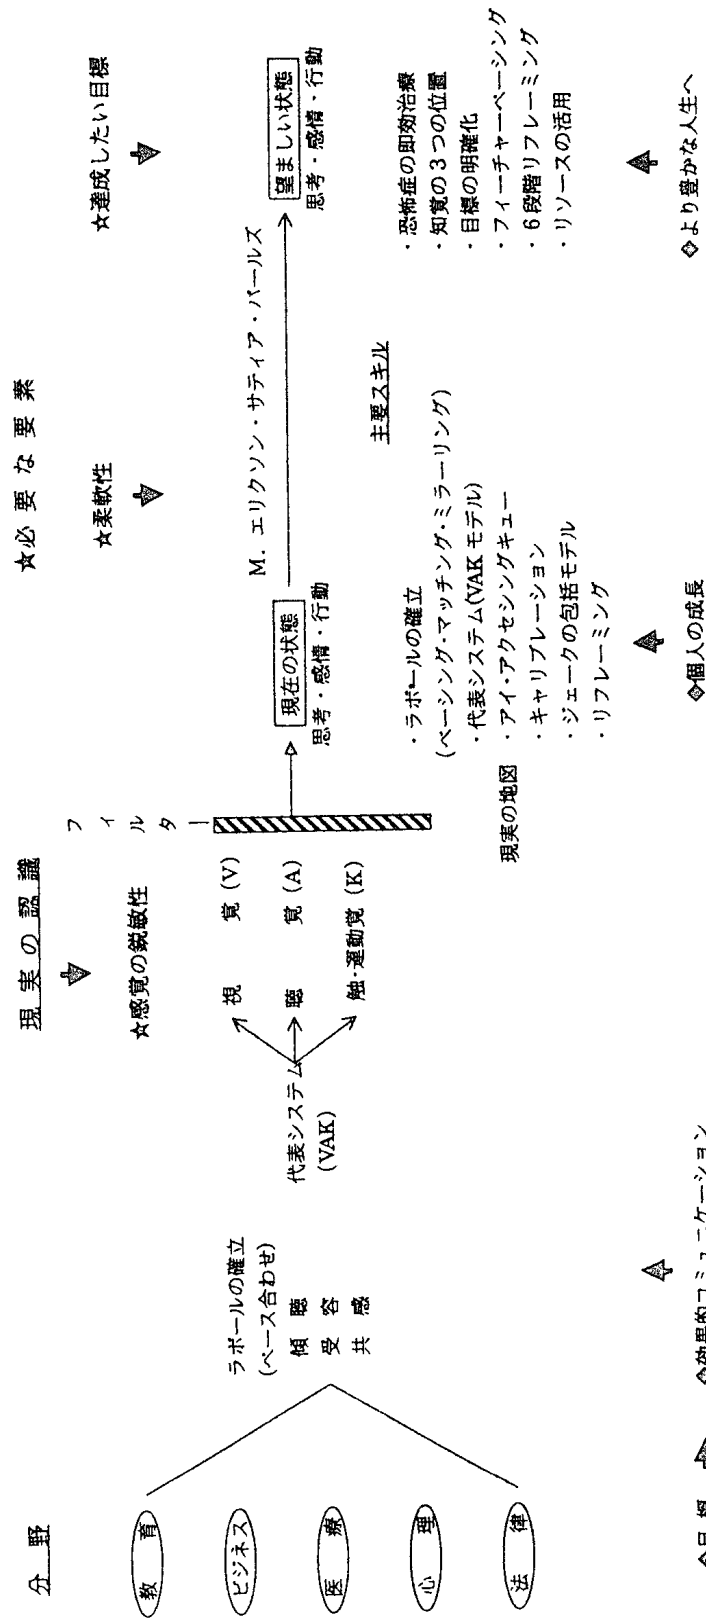 分野
教育
ビジネス
医療
心理
法律
ラポールの確立
(ペース合わせ)
傾聴
受容
共感
代表システム
(VAK)
現実の認識
☆感覚の鋭敏性
視覚 (V)
聴覚 (A)
触・運動覚 (K)
フィルター
現実の地図
☆必要な要素
☆柔軟性
☆達成したい目標
現在の状態
思考・感情・行動
M. エリクソン・サティア・パールズ
望ましい状態
思考・感情・行動
主要スキル
・ラポールの確立
(ペーシング・マッチング・ミラーリング)
・代表システム(VAK モデル)
・アイ・アクセシングキュー
・キャリブレーション
・ジェークの包括モデル
・リフレーミング
・恐怖症の即効治療
・知覚の3つの位置
・目標の明確化
・フィーチャーペーシング
・6段階リフレーミング
・リソースの活用
◇効果的コミュニケーション
◇個人の成長
◇より豊かな人生へ